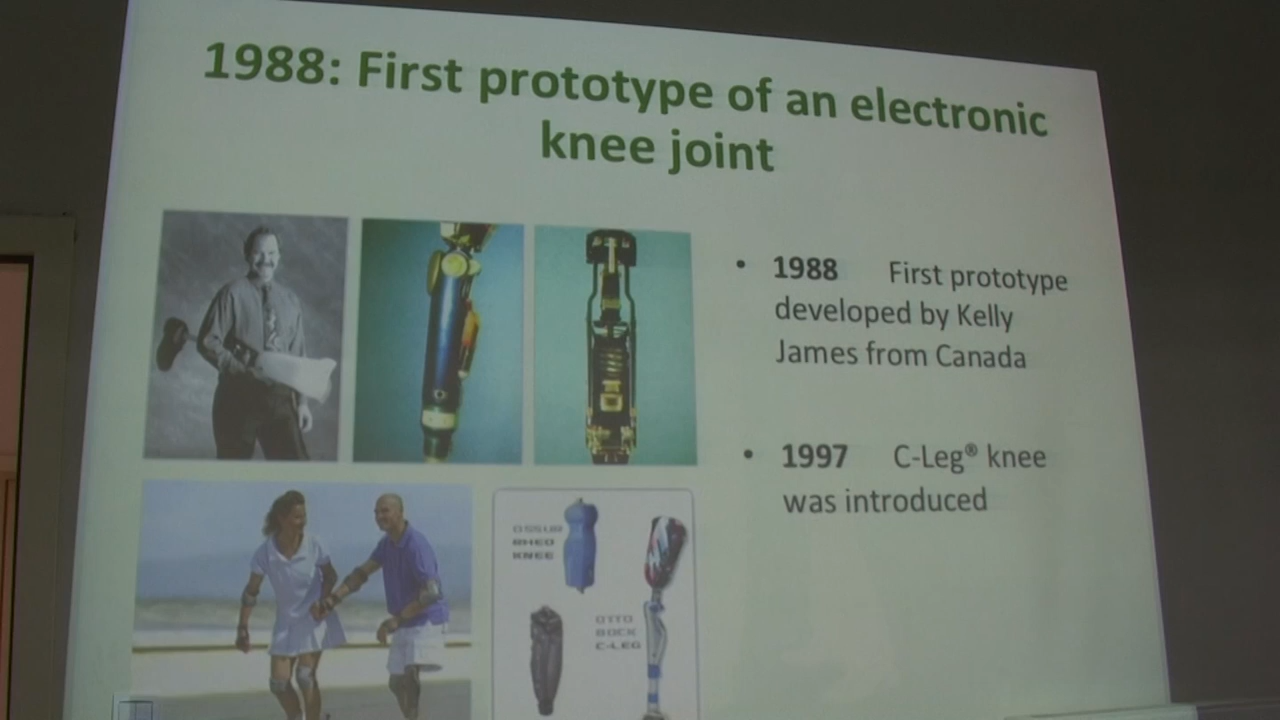 1988: First prototype of an electronic
knee joint
• 1988 First prototype
developed by Kelly
James from Canada
• 1997 C-Leg® knee
was introduced
OSSUR
RHEO
KNEE
OTTO
BOCK
C-LEG